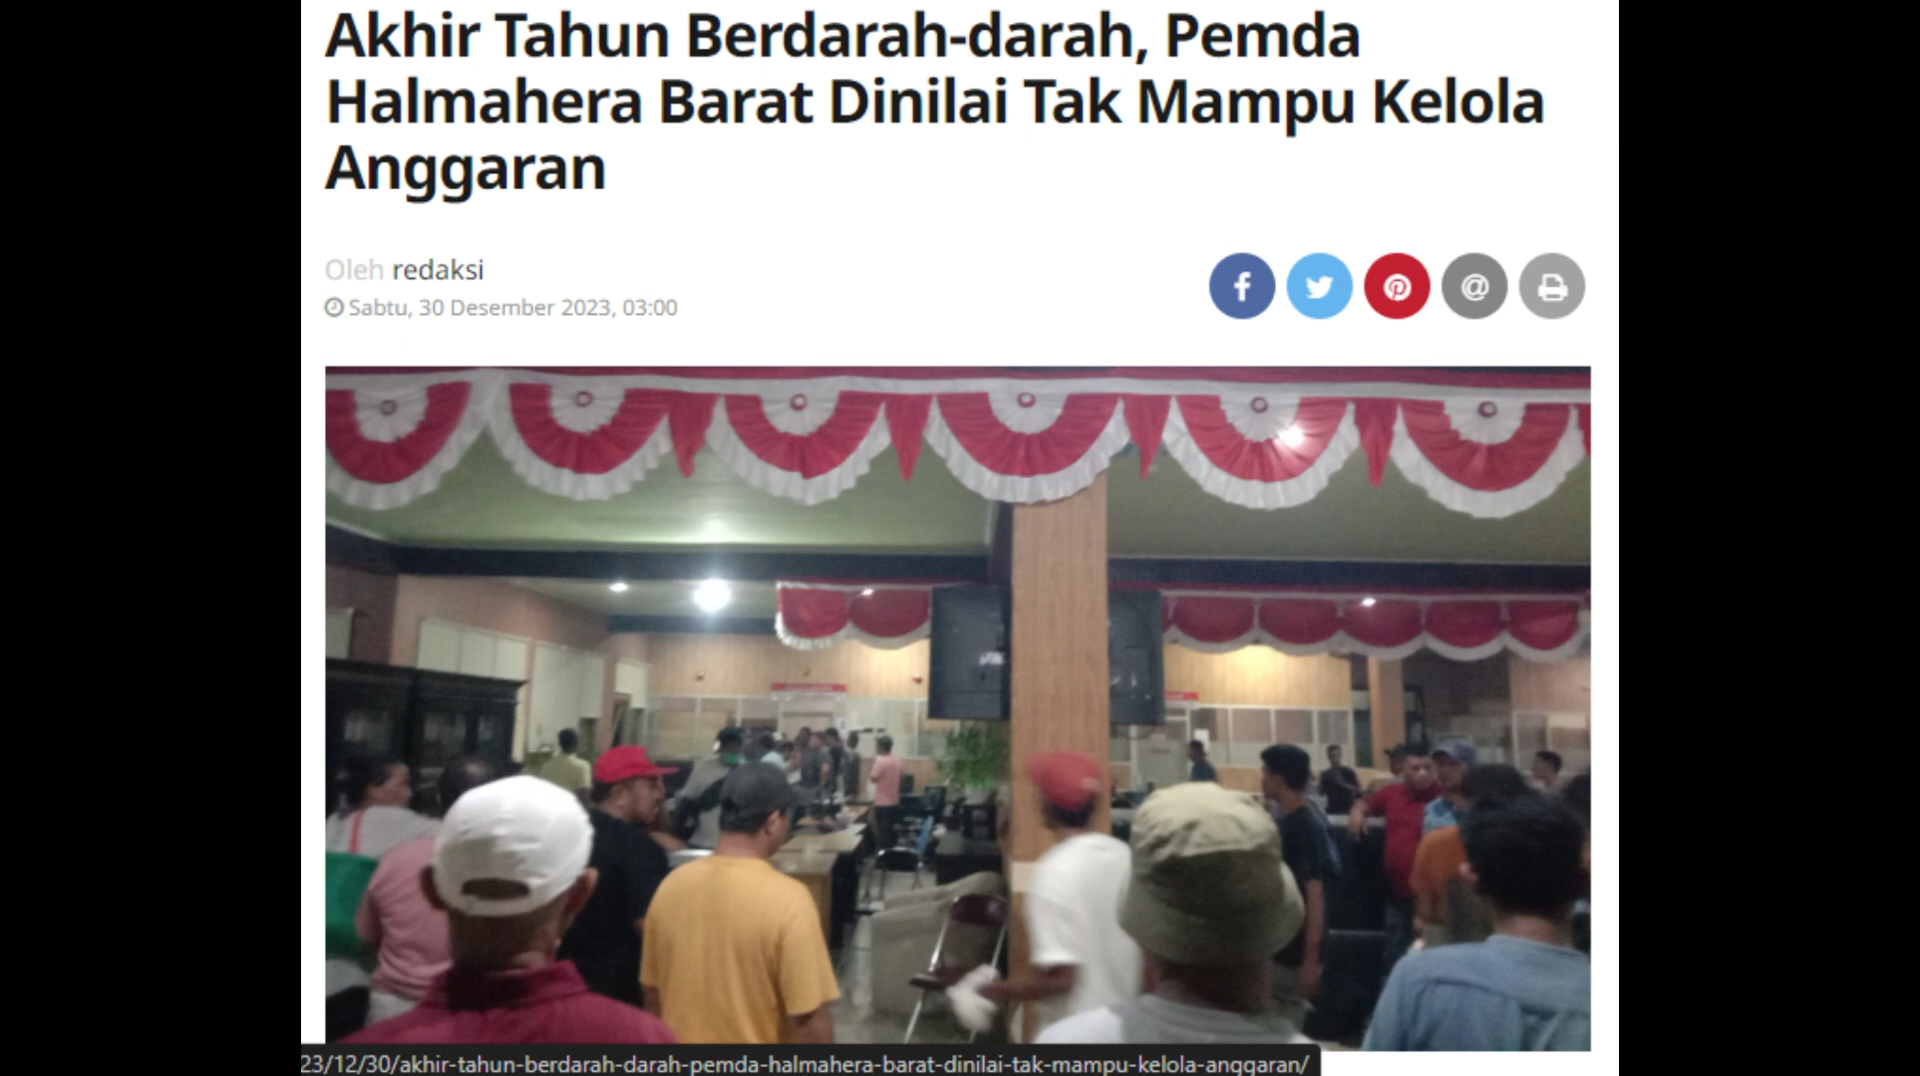 Akhir Tahun Berdarah-darah, Pemda
Halmahera Barat Dinilai Tak Mampu Kelola
Anggaran
Oleh redaksi
Sabtu, 30 Desember 2023, 03:00
23/12/30/akhir-tahun-berdarah-darah-pemda-halmahera-barat-dinilai-tak-mampu-kelola-anggaran/